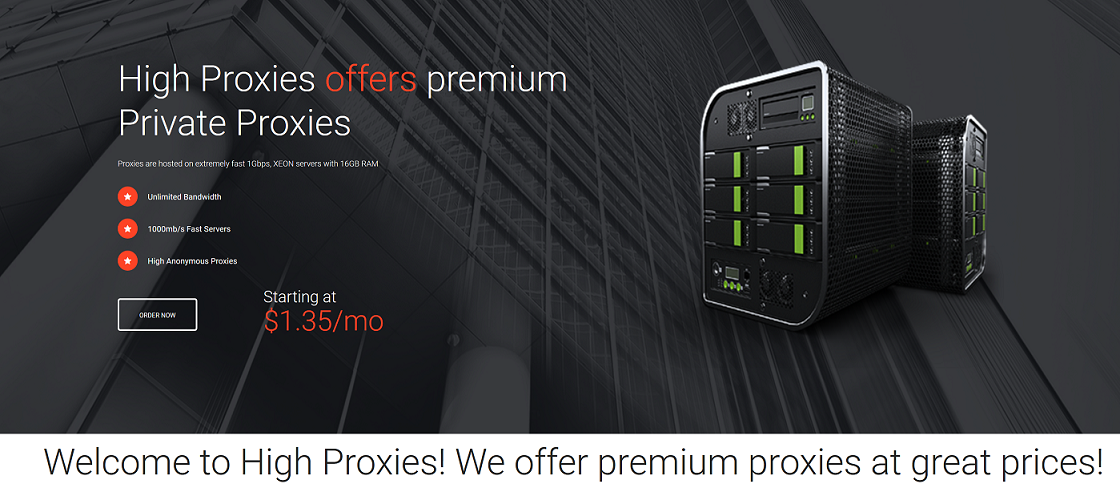 High Proxies offers premium
Private Proxies
Proxies are hosted on extremely fast 1Gbps, XEON servers with 16GB RAM
Unlimited Bandwidth
1000mb/s Fast Servers
High Anonymous Proxies
ORDER NOW
Starting at
$1.35/mo
Welcome to High Proxies! We offer premium proxies at great prices!